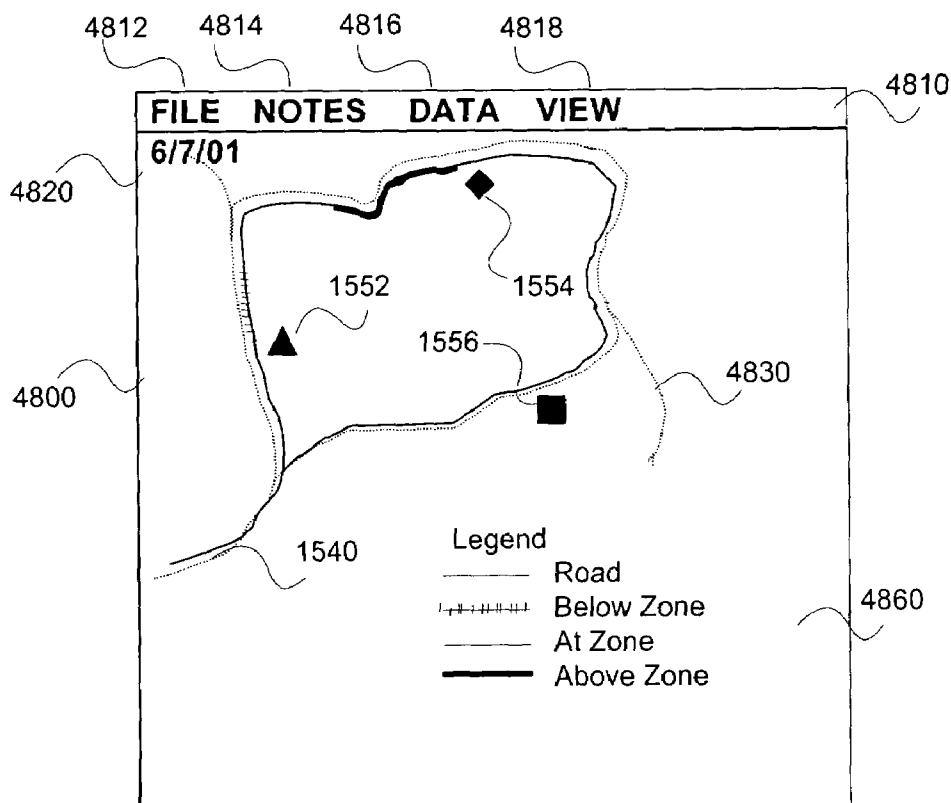 4812 4814 4816 4818
4810
FILE NOTES DATA VIEW
6/7/01
4820
1552 1554
1556
4800 4830
1540
Legend
Road
Below Zone
4860
At Zone
Above Zone